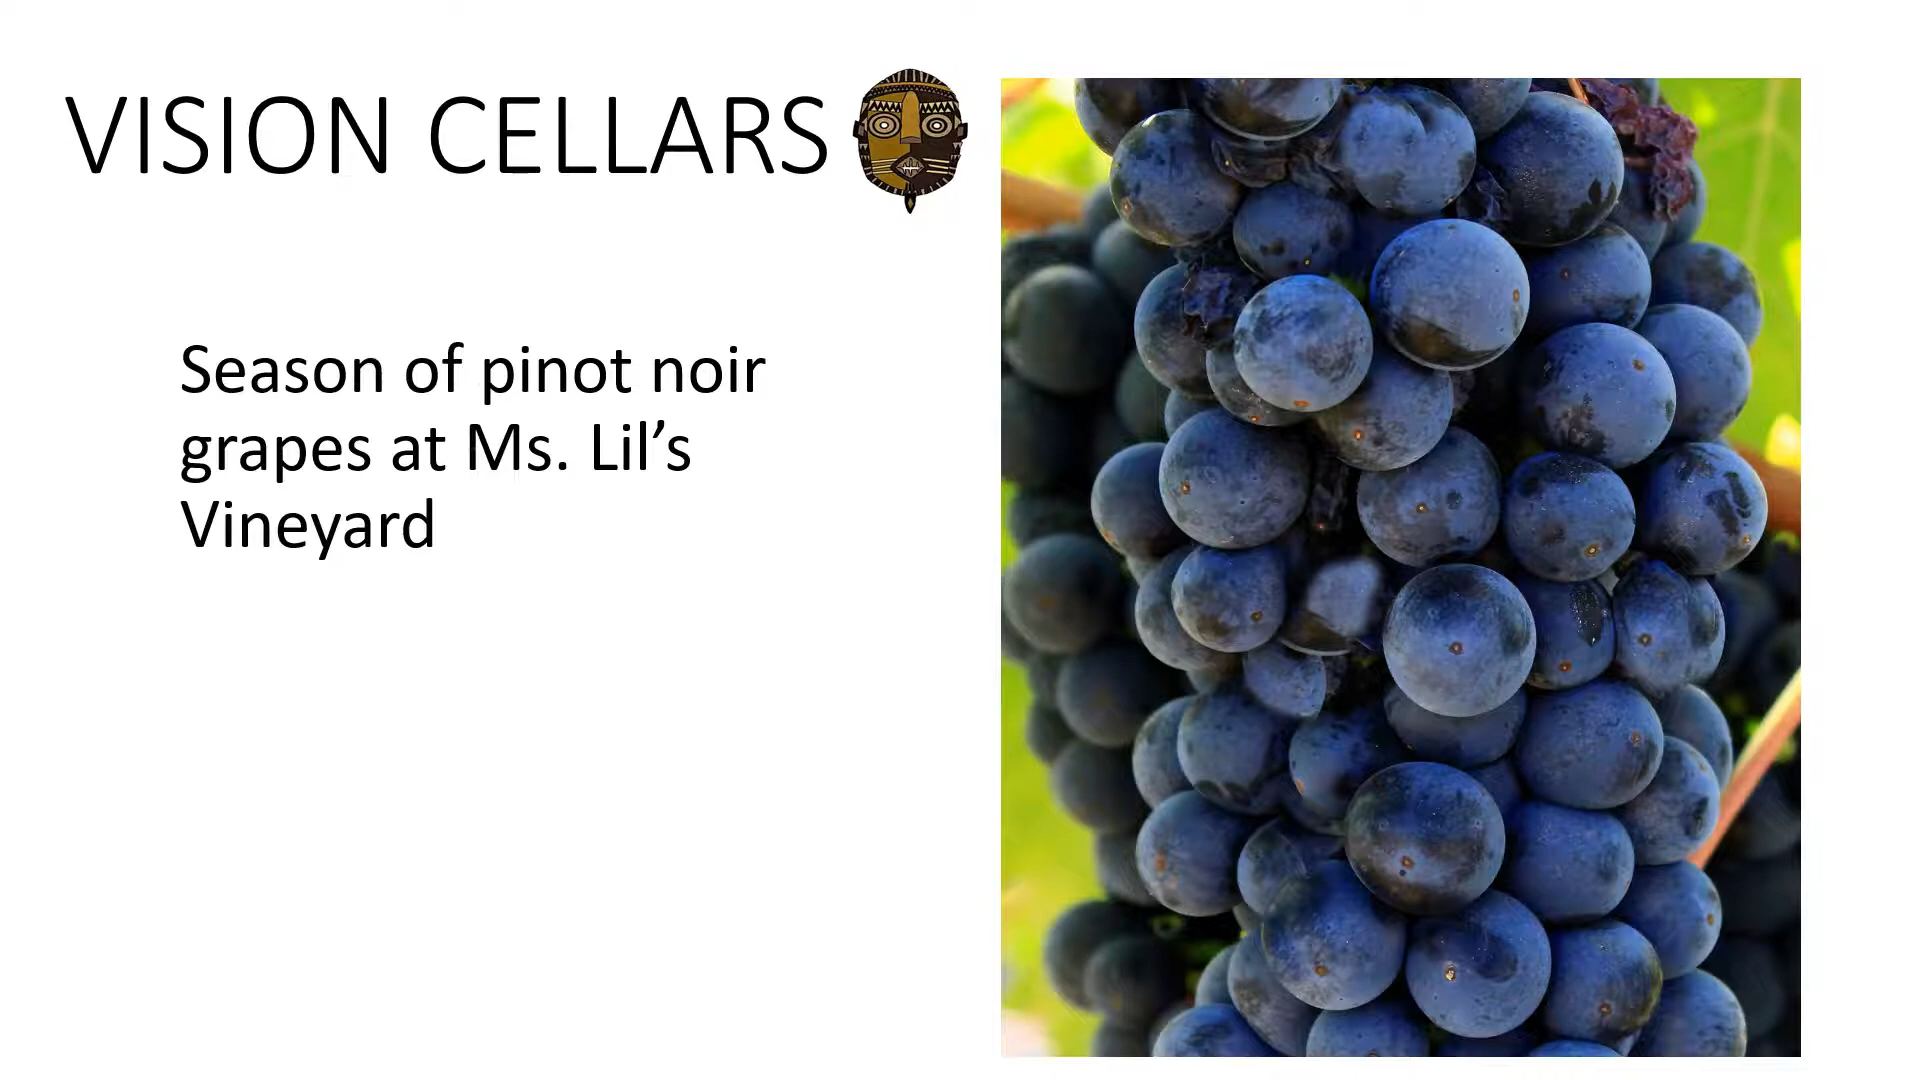 VISION CELLARS
Season of pinot noir
grapes at Ms. Lil’s
Vineyard